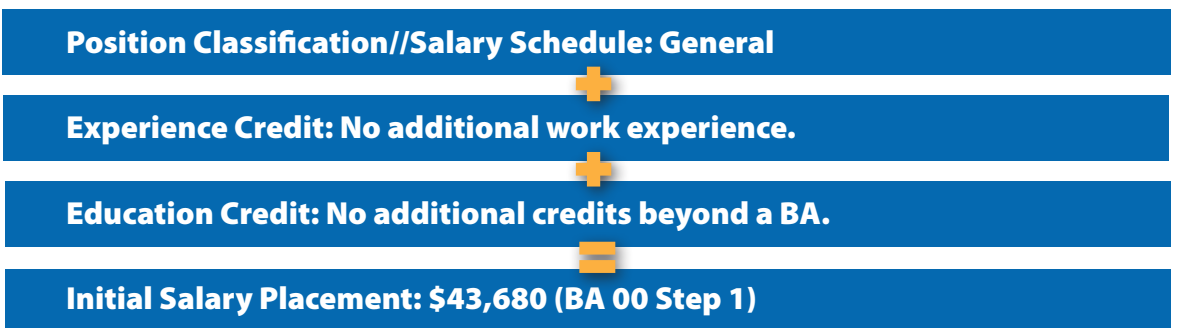 Position Classification//Salary Schedule: General
+
Experience Credit: No additional work experience.
+
Education Credit: No additional credits beyond a BA.
=
Initial Salary Placement: $43,680 (BA 00 Step 1)